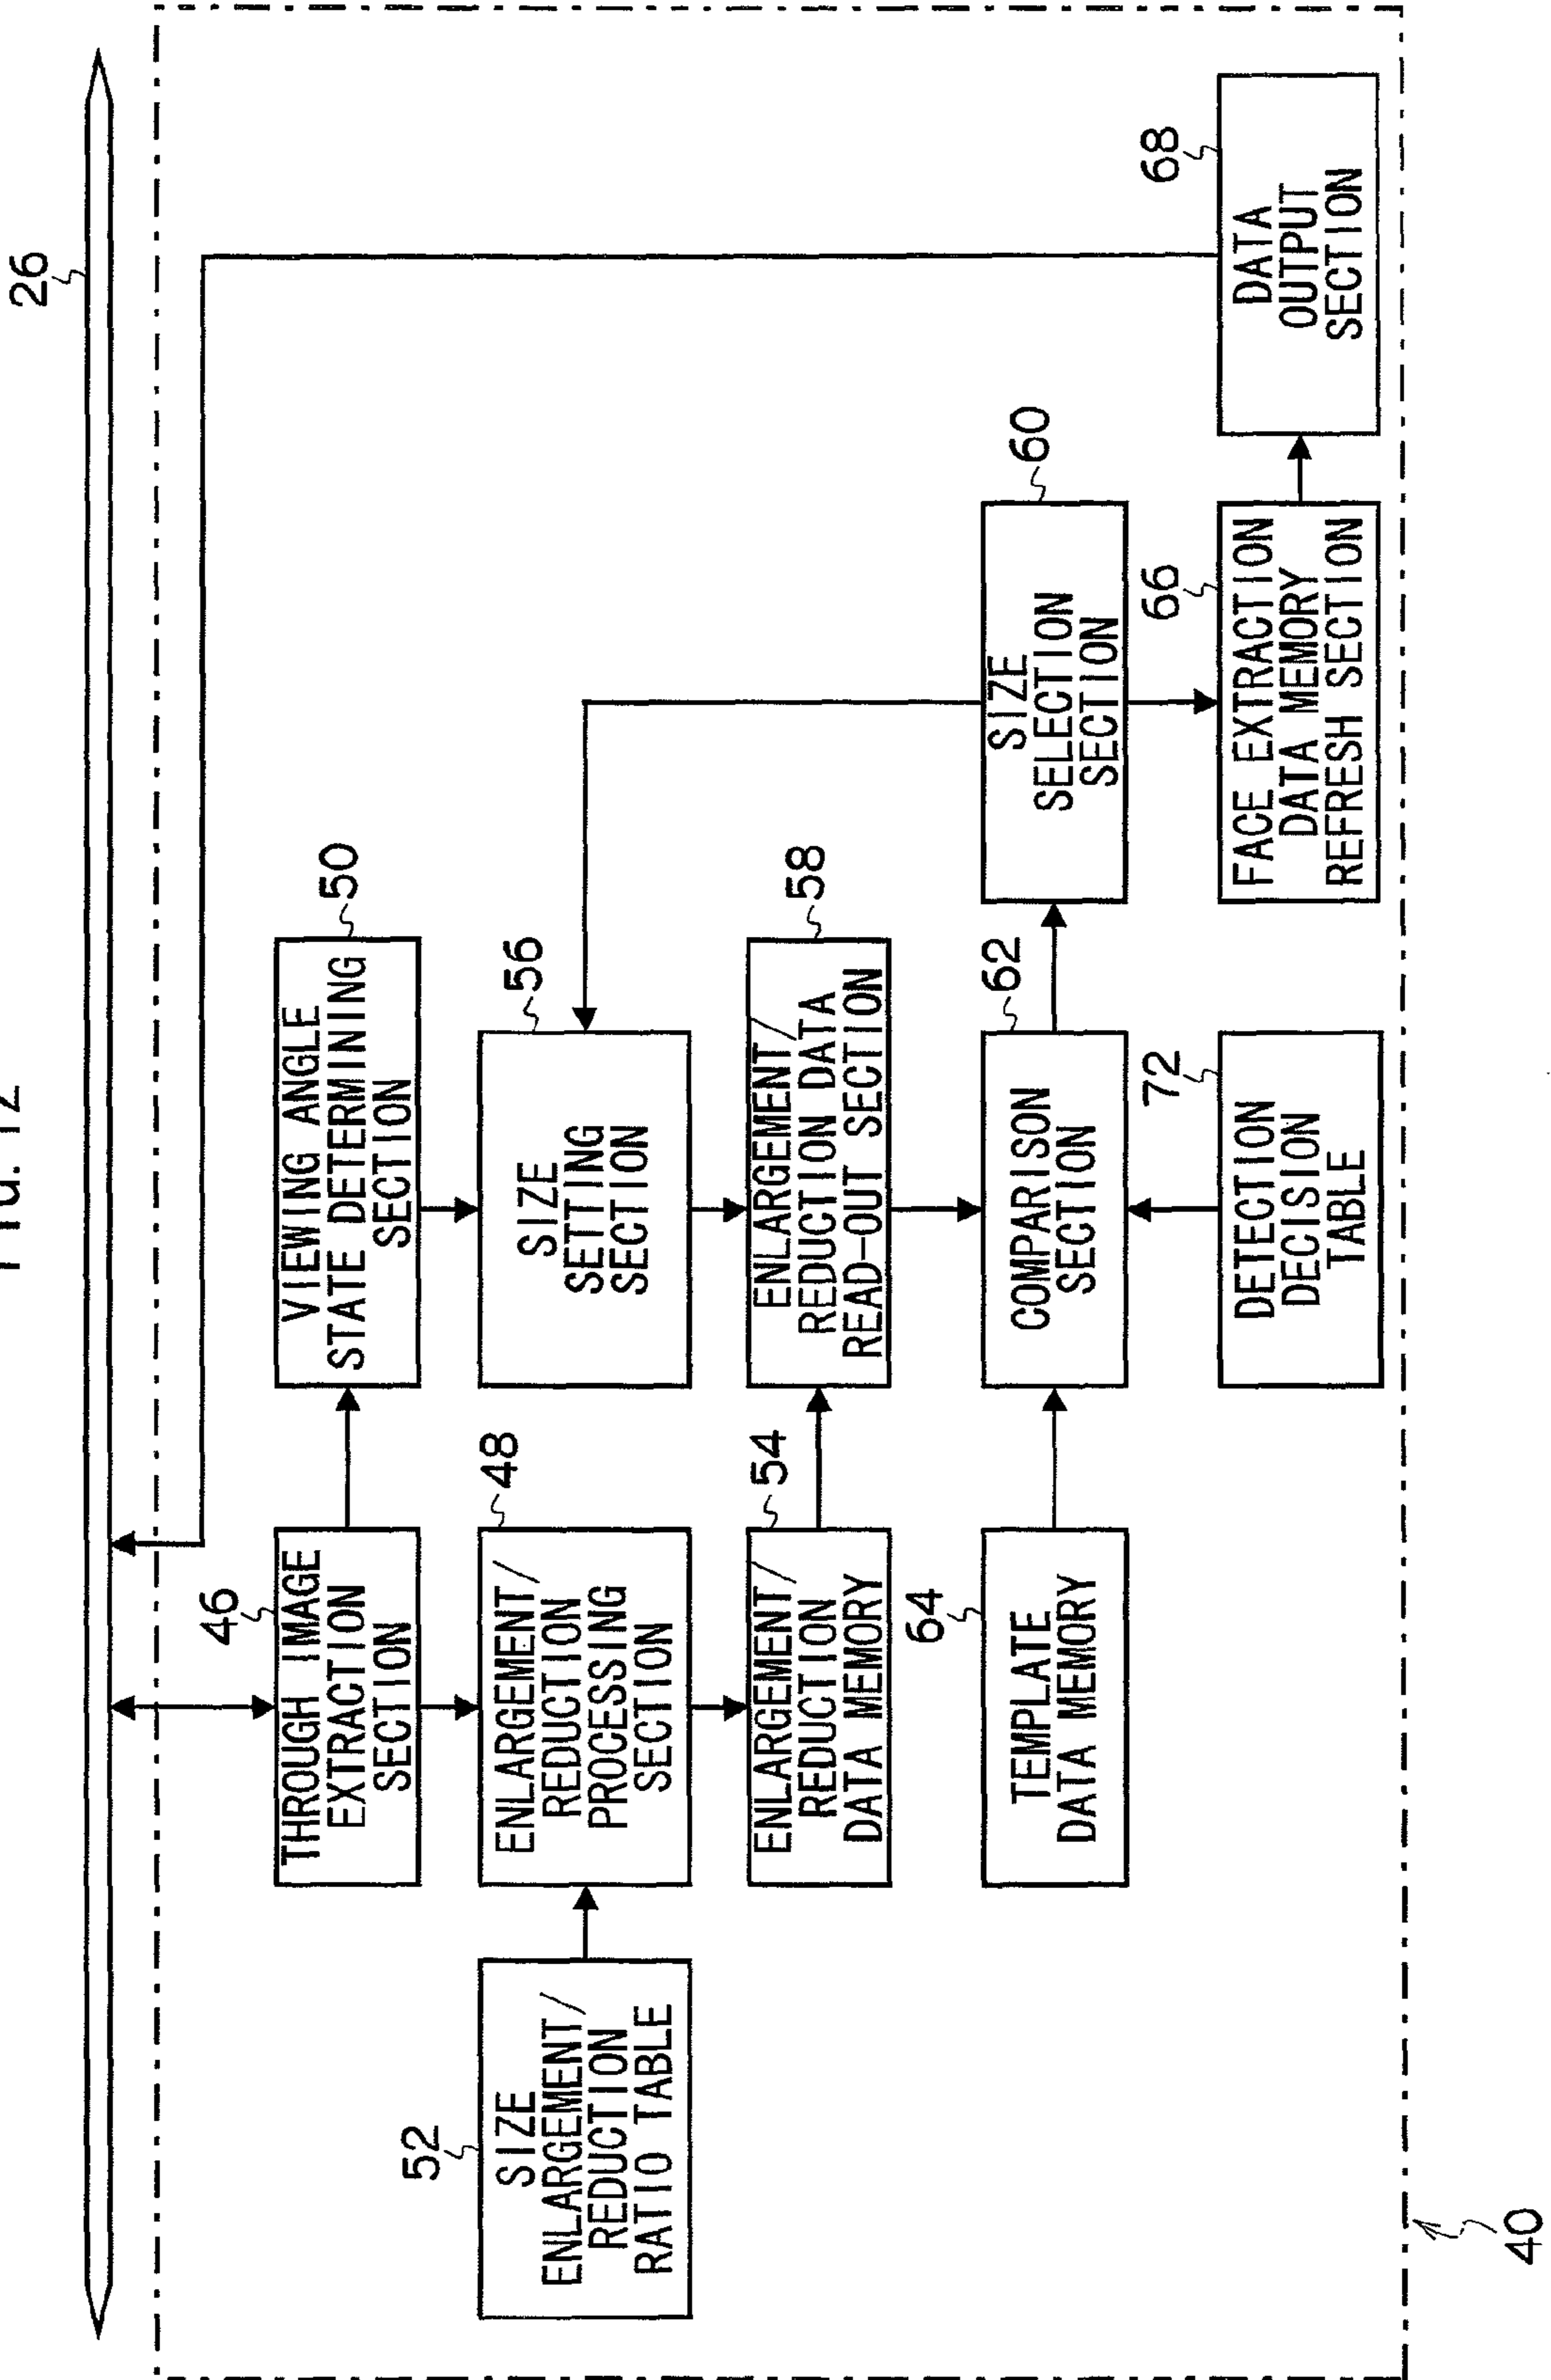 26
46
THROUGH IMAGE
EXTRACTION
SECTION
50
VIEWING ANGLE
STATE DETERMINING
SECTION
52
SIZE
ENLARGEMENT/
REDUCTION
RATIO TABLE
48
ENLARGEMENT/
REDUCTION
PROCESSING
SECTION
56
SIZE
SETTING
SECTION
54
ENLARGEMENT/
REDUCTION
DATA MEMORY
58
ENLARGEMENT/
REDUCTION DATA
READ-OUT SECTION
64
TEMPLATE
DATA MEMORY
62
COMPARISON
SECTION
60
SIZE
SELECTION
SECTION
72
DETECTION
DECISION
TABLE
66
FACE EXTRACTION
DATA MEMORY
REFRESH SECTION
68
DATA
OUTPUT
SECTION
40